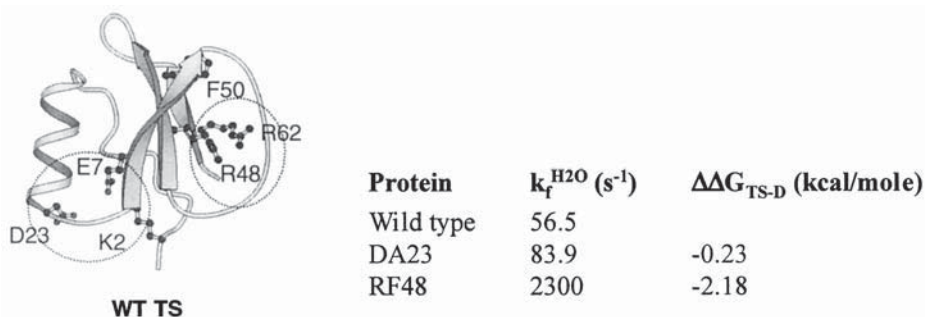 F50
R62
E7
R48
D23
K2
WT TS
Protein k_f^H2O (s^-1) ΔΔG_TS-D (kcal/mole)
Wild type 56.5
DA23 83.9 -0.23
RF48 2300 -2.18